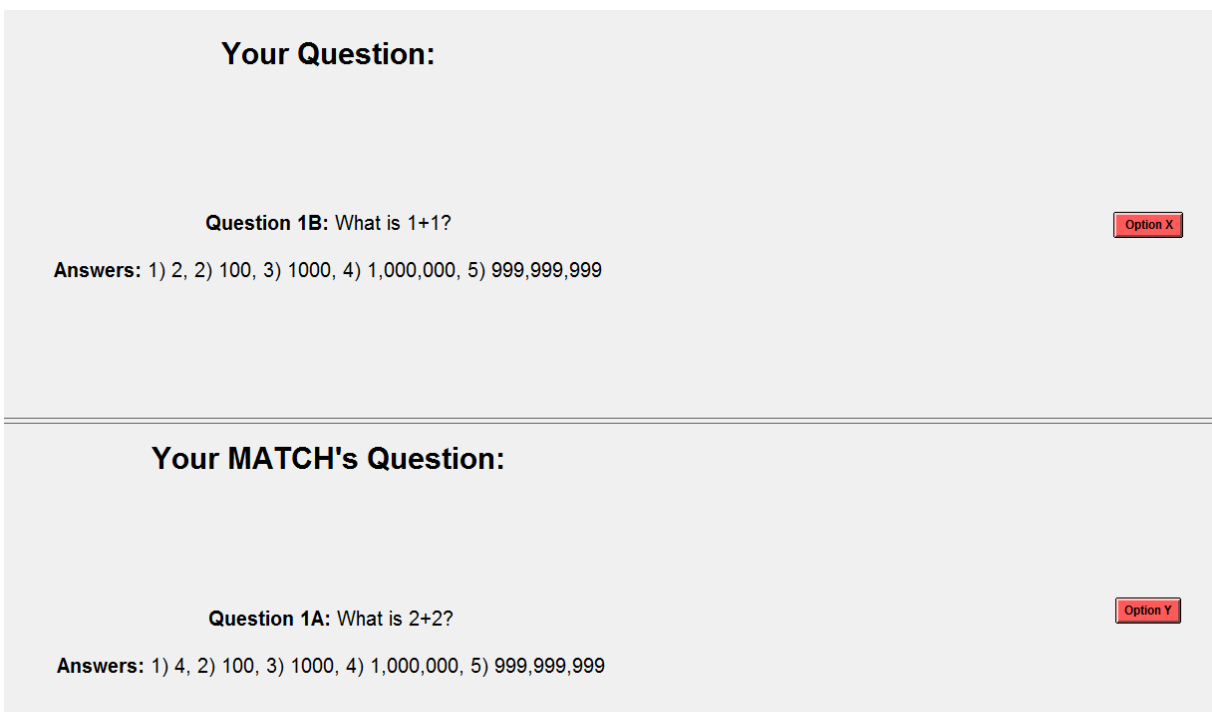 Your Question:
Question 1B: What is 1+1?
Option X
Answers: 1) 2, 2) 100, 3) 1000, 4) 1,000,000, 5) 999,999,999
Your MATCH's Question:
Question 1A: What is 2+2?
Option Y
Answers: 1) 4, 2) 100, 3) 1000, 4) 1,000,000, 5) 999,999,999